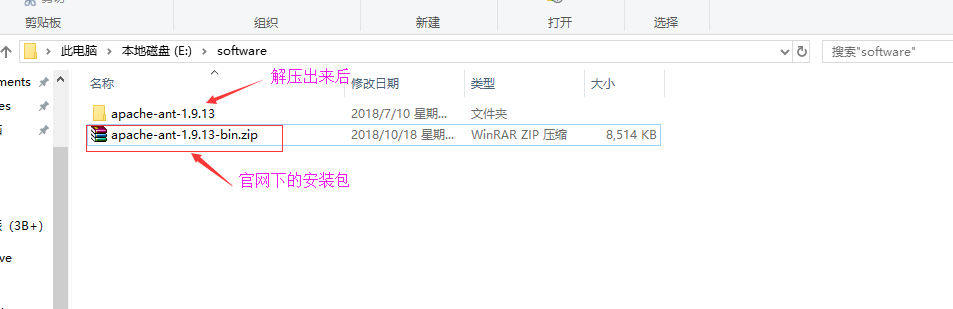 剪切
剪贴板 组织 新建 打开 选择
此电脑 本地磁盘 (E:) software 搜索"software"
ments 名称 修改日期 类型 大小
解压出来后
es apache-ant-1.9.13 2018/7/10 星期... 文件夹
apache-ant-1.9.13-bin.zip 2018/10/18 星期... WinRAR ZIP 压缩 8,514 KB
官网下的安装包
(3B+)
ve